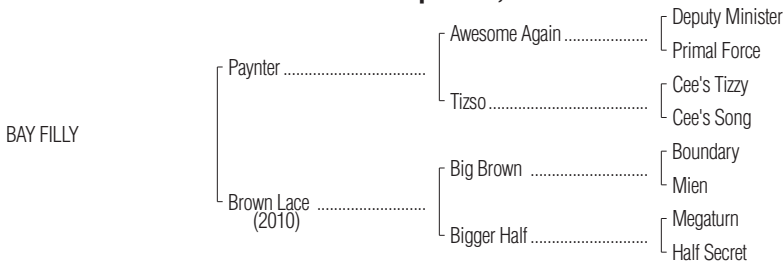 Deputy Minister
Awesome Again ....................
Primal Force
Paynter ..................................
Cee's Tizzy
Tizso ......................................
Cee's Song
BAY FILLY
Boundary
Big Brown ............................
Mien
Brown Lace ..........................
(2010)
Megaturn
Bigger Half ............................
Half Secret